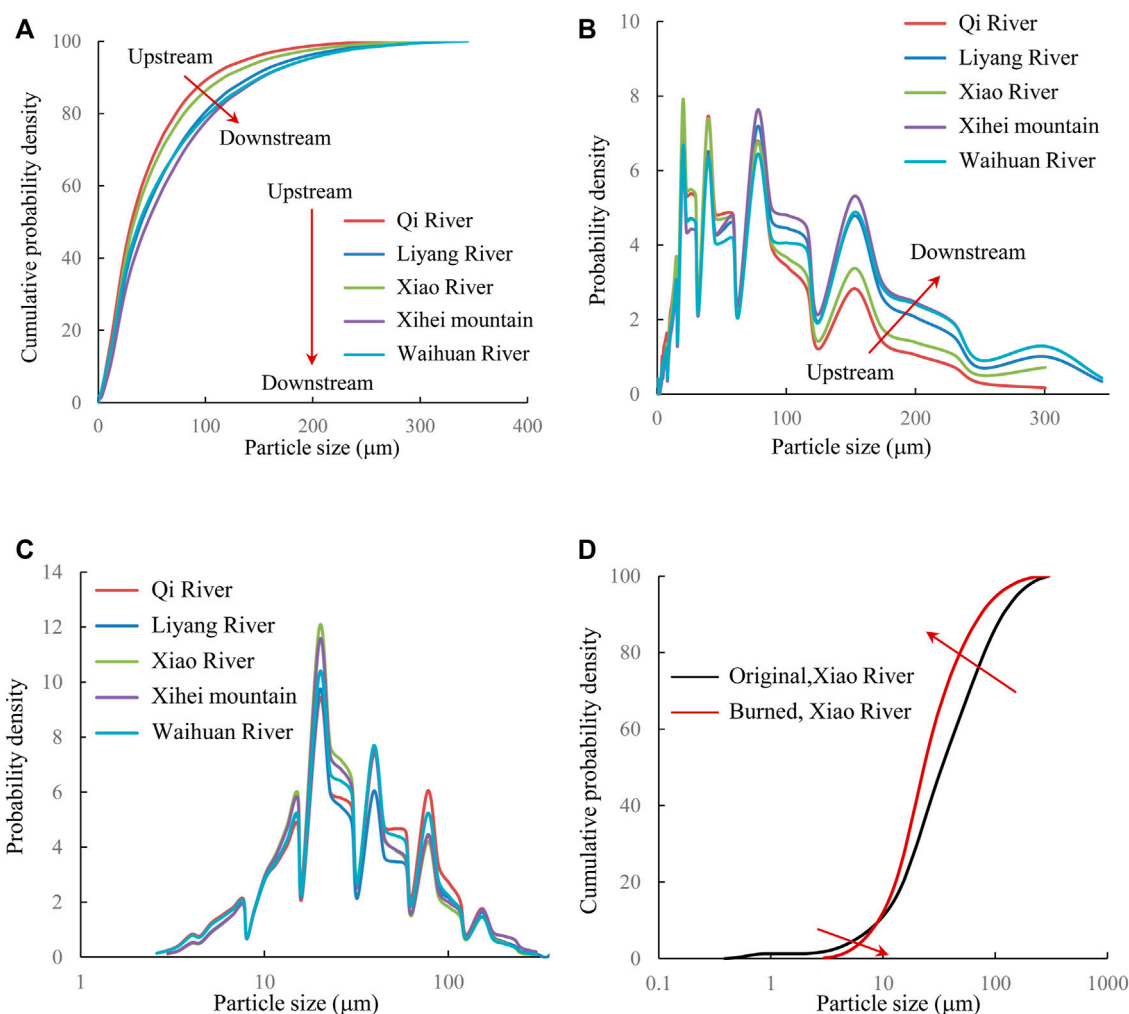 A
Cumulative probability density
100
80
60
40
20
0
0
100
200
300
400
Particle size (μm)
Upstream
Downstream
Upstream
Qi River
Liyang River
Xiao River
Xihei mountain
Waihuan River
Downstream
B
Probability density
10
8
6
4
2
0
0
100
200
300
Particle size (μm)
Qi River
Liyang River
Xiao River
Xihei mountain
Waihuan River
Downstream
Upstream
C
Probability density
14
12
10
8
6
4
2
0
1
10
100
Particle size (μm)
Qi River
Liyang River
Xiao River
Xihei mountain
Waihuan River
D
Cumulative probability density
100
80
60
40
20
0
0.1
1
10
100
1000
Particle size (μm)
Original,Xiao River
Burned, Xiao River